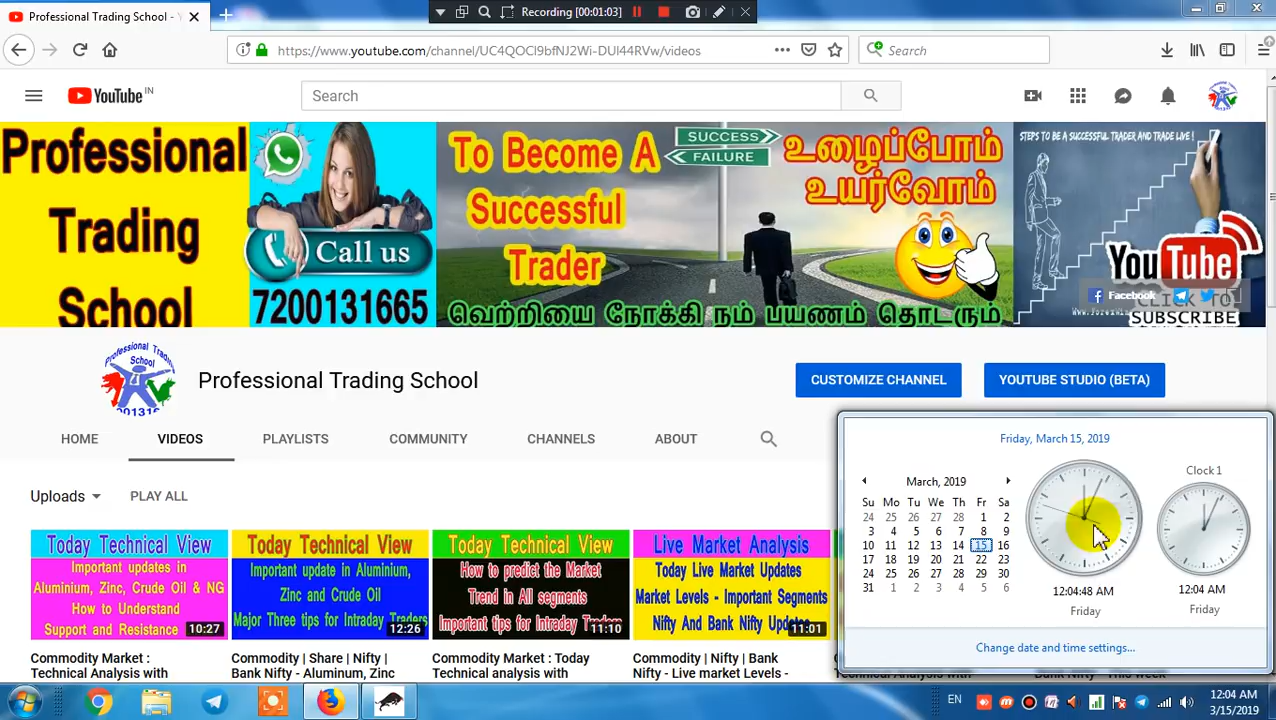 Professional Trading School - Y
Recording [00:01:03]
https://www.youtube.com/channel/UC4QOCl9bfNJ2Wi-DUl44RVw/videos
Search
YouTube IN
Search
Professional
Trading
School
Call us
7200131665
To Become A
Successful
Trader
SUCCESS
FAILURE
உழைப்போம்
உயர்வோம்
வெற்றியை நோக்கி நம் பயணம் தொடரும்
STEPS TO BE A SUCCESSFUL TRADER AND TRADE LIVE !
YouTube
Facebook
CLICK TO
SUBSCRIBE
Professional Trading
School
Professional Trading School
CUSTOMIZE CHANNEL
YOUTUBE STUDIO (BETA)
HOME VIDEOS PLAYLISTS COMMUNITY CHANNELS ABOUT
Uploads PLAY ALL
Today Technical View
Important updates in
Aluminium, Zinc, Crude Oil & NG
How to Understand
Support and Resistance
10:27
Commodity Market :
Technical Analysis with
Today Technical View
Important update in Aluminium,
Zinc and Crude Oil
Major Three tips for Intraday Traders
12:26
Commodity | Share | Nifty |
Bank Nifty - Aluminum, Zinc
Today Technical View
How to predict the Market
Trend in All segments
Important tips for Intraday Traders
11:10
Commodity Market : Today
Technical analysis with
Live Market Analysis
Today Live Market Updates
Market Levels - Important Segments
Nifty And Bank Nifty Updates
11:01
Commodity | Nifty | Bank
Nifty - Live market Levels -
Friday, March 15, 2019
March, 2019
Su Mo Tu We Th Fr Sa
24 25 26 27 28 1 2
3 4 5 6 7 8 9
10 11 12 13 14 15 16
17 18 19 20 21 22 23
24 25 26 27 28 29 30
31 1 2 3 4 5 6
12:04:48 AM
Friday
Clock 1
12:04 AM
Friday
Change date and time settings...
EN
12:04 AM
3/15/2019